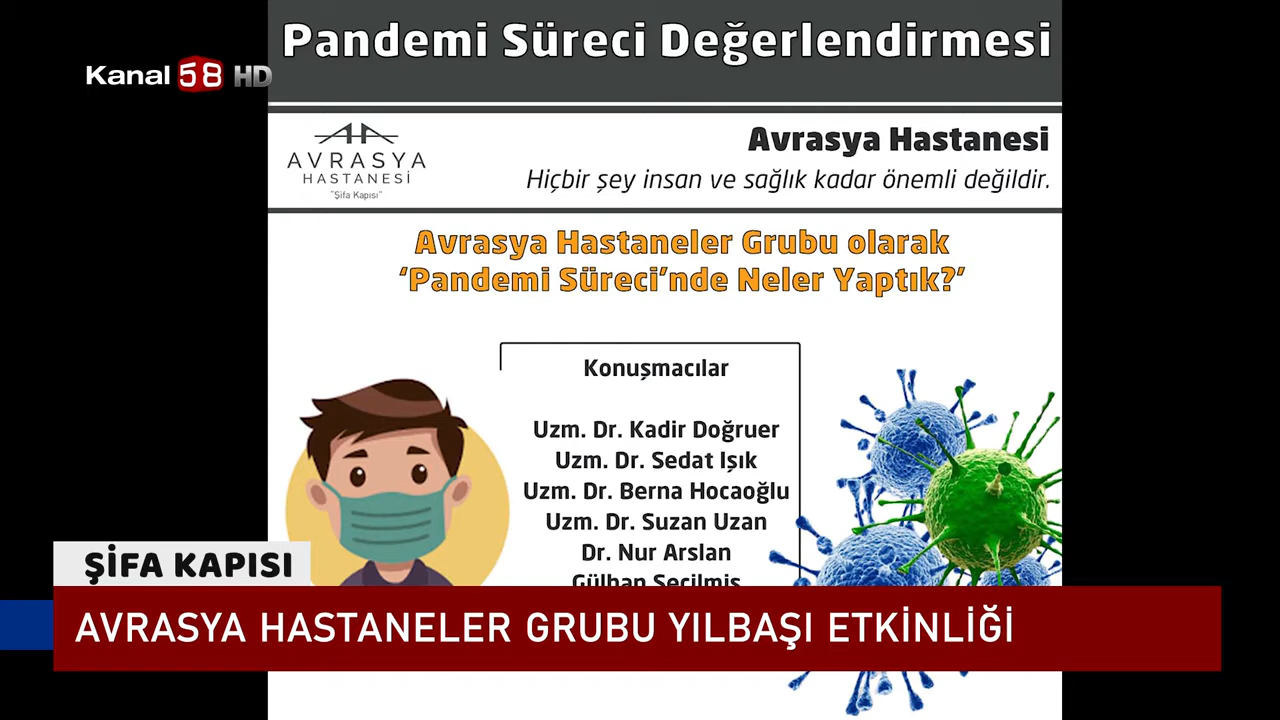 Pandemi Süreci Değerlendirmesi
Kanal 58 HD
AVRASYA
HASTANESİ
"Şifa Kapısı"
Avrasya Hastanesi
Hiçbir şey insan ve sağlık kadar önemli değildir.
Avrasya Hastaneler Grubu olarak
‘Pandemi Süreci’nde Neler Yaptık?’
Konuşmacılar
Uzm. Dr. Kadir Doğruer
Uzm. Dr. Sedat Işık
Uzm. Dr. Berna Hocaoğlu
Uzm. Dr. Suzan Uzan
Dr. Nur Arslan
Gülhan Seçilmiş
ŞİFA KAPISI
AVRASYA HASTANELER GRUBU YILBAŞI ETKİNLİĞİ